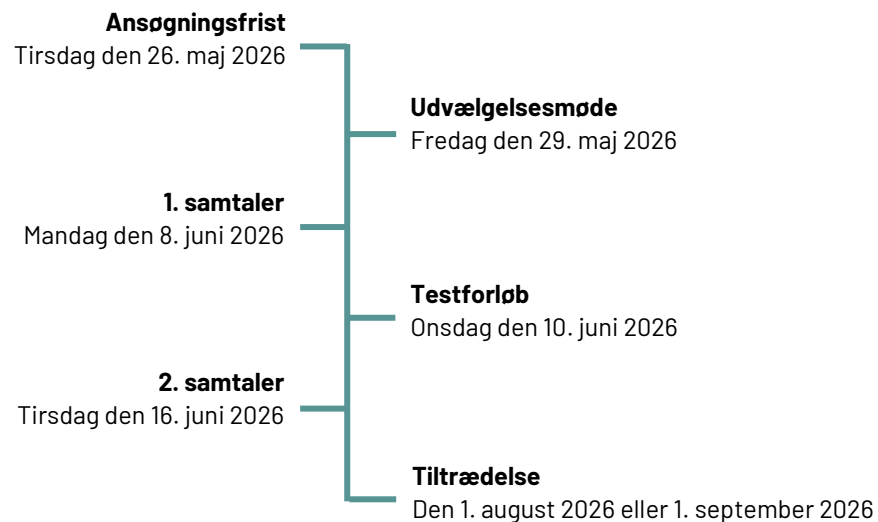 Ansøgningsfrist
Tirsdag den 26. maj 2026
Udvælgelsesmøde
Fredag den 29. maj 2026
1. samtaler
Mandag den 8. juni 2026
Testforløb
Onsdag den 10. juni 2026
2. samtaler
Tirsdag den 16. juni 2026
Tiltrædelse
Den 1. august 2026 eller 1. september 2026